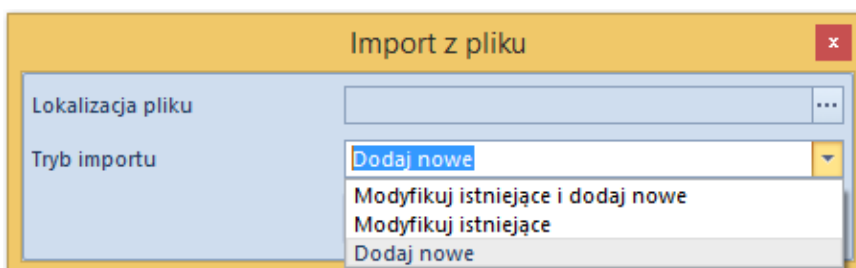 Import z pliku
x
Lokalizacja pliku
...
Tryb importu
Dodaj nowe
Modyfikuj istniejące i dodaj nowe
Modyfikuj istniejące
Dodaj nowe